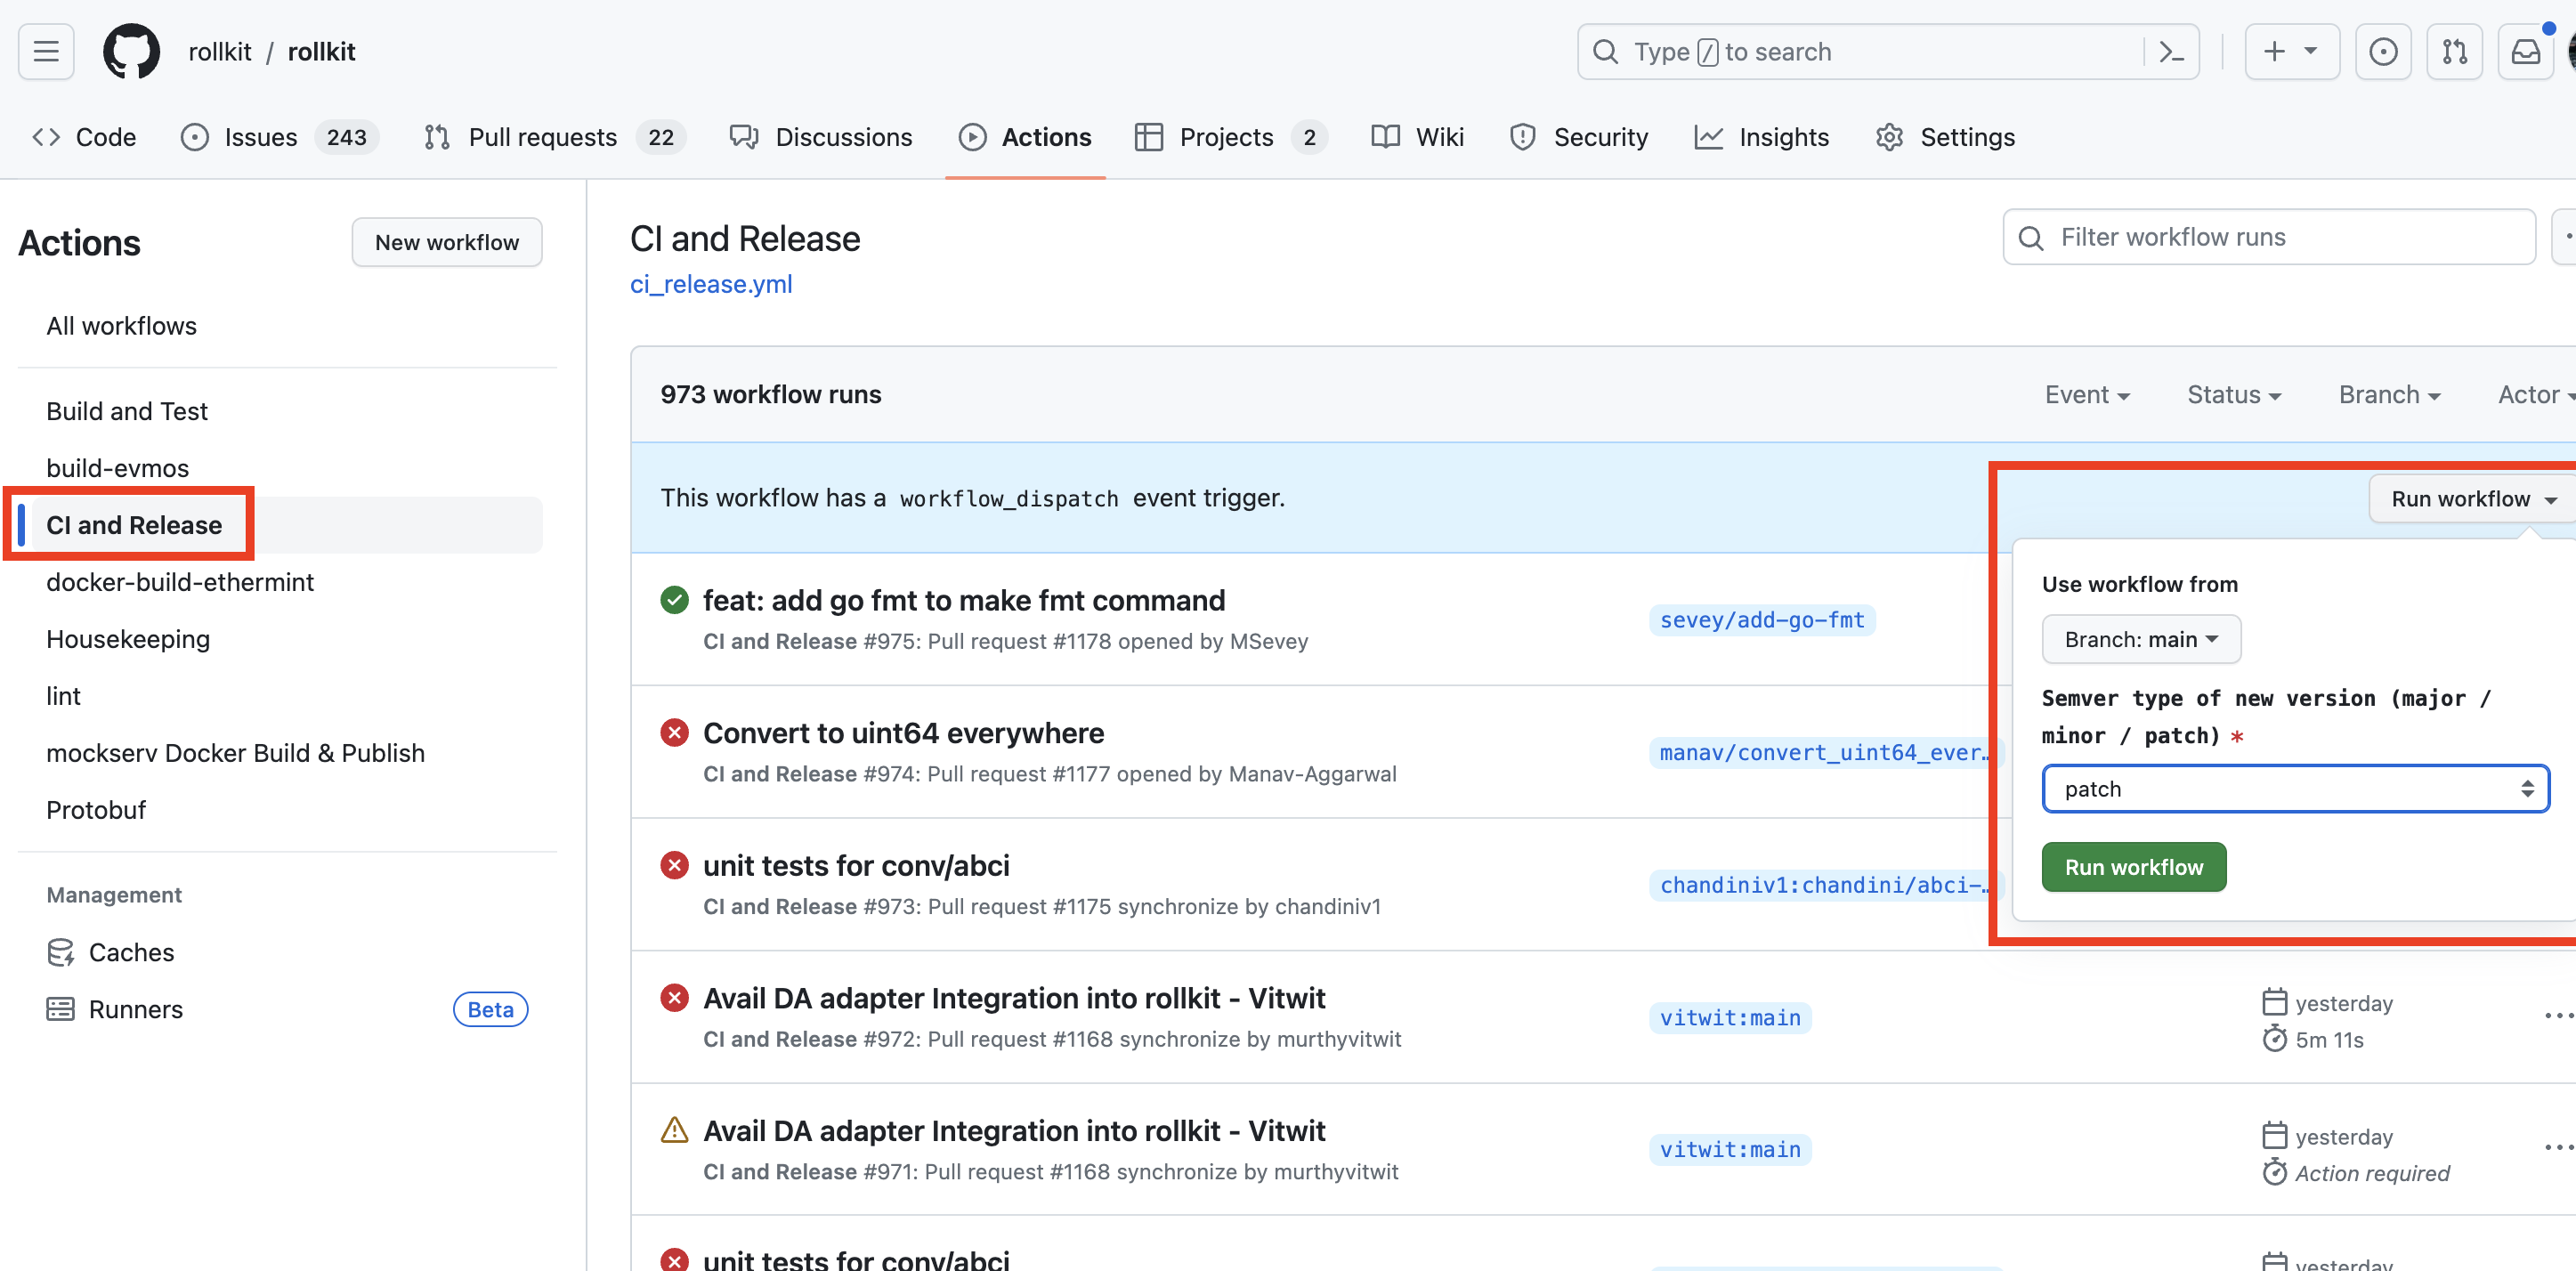 rollkit / rollkit
Type / to search
Code
Issues 243
Pull requests 22
Discussions
Actions
Projects 2
Wiki
Security
Insights
Settings
Actions
New workflow
All workflows
Build and Test
build-evmos
CI and Release
docker-build-ethermint
Housekeeping
lint
mockserv Docker Build & Publish
Protobuf
Management
Caches
Runners Beta
CI and Release
ci_release.yml
Filter workflow runs
973 workflow runs
Event Status Branch Actor
This workflow has a workflow_dispatch event trigger.
Run workflow
Use workflow from
Branch: main
Semver type of new version (major /
minor / patch) *
patch
Run workflow
feat: add go fmt to make fmt command
CI and Release #975: Pull request #1178 opened by MSevey
sevey/add-go-fmt
Convert to uint64 everywhere
CI and Release #974: Pull request #1177 opened by Manav-Aggarwal
manav/convert_uint64_ever…
unit tests for conv/abci
CI and Release #973: Pull request #1175 synchronize by chandiniv1
chandiniv1:chandini/abci-…
Avail DA adapter Integration into rollkit - Vitwit
CI and Release #972: Pull request #1168 synchronize by murthyvitwit
vitwit:main
yesterday
5m 11s
Avail DA adapter Integration into rollkit - Vitwit
CI and Release #971: Pull request #1168 synchronize by murthyvitwit
vitwit:main
yesterday
Action required
unit tests for conv/abci
yesterday